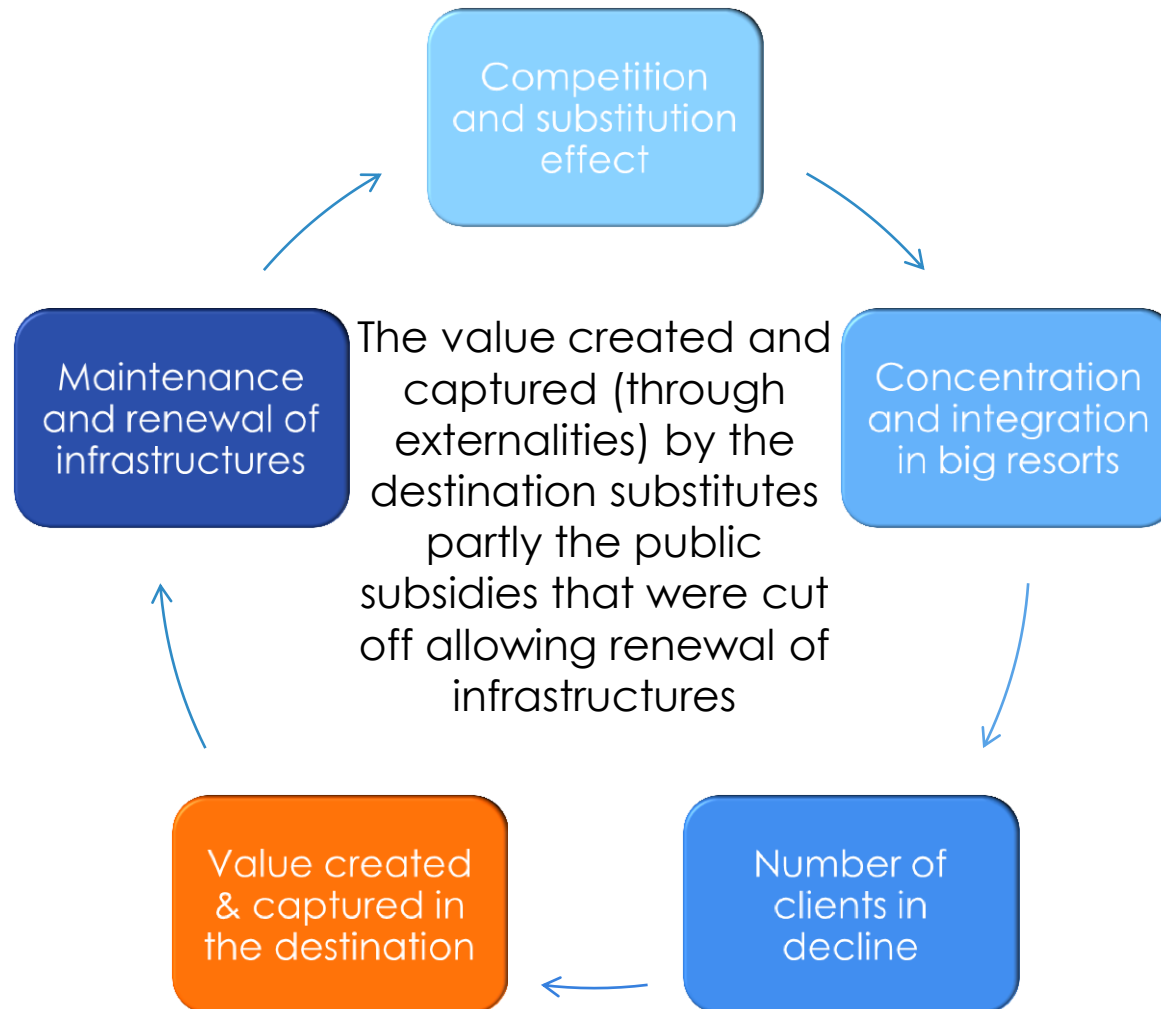 Competition
and substitution
effect
Maintenance
and renewal of
infrastructures
The value created and
captured (through
externalities) by the
destination substitutes
partly the public
subsidies that were cut
off allowing renewal of
infrastructures
Concentration
and integration
in big resorts
Value created
& captured in
the destination
Number of
clients in
decline